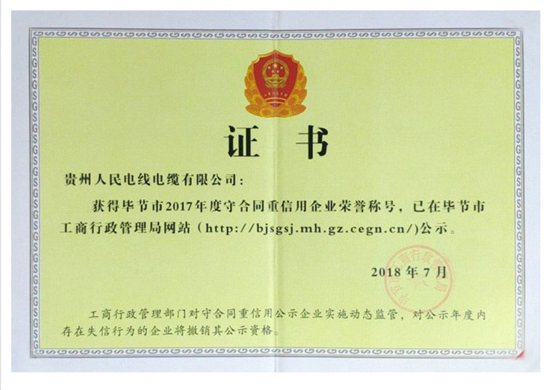 证书
贵州人民电线电缆有限公司：
获得毕节市2017年度守合同重信用企业荣誉称号，已在毕节市
工商行政管理局网站（http://bjsgsj.mh.gz.cegn.cn/)公示。
2018年7月
工商行政管理部门对守合同重信用公示企业实施动态监管，对公示年度内
存在失信行为的企业将撤销其公示资格。